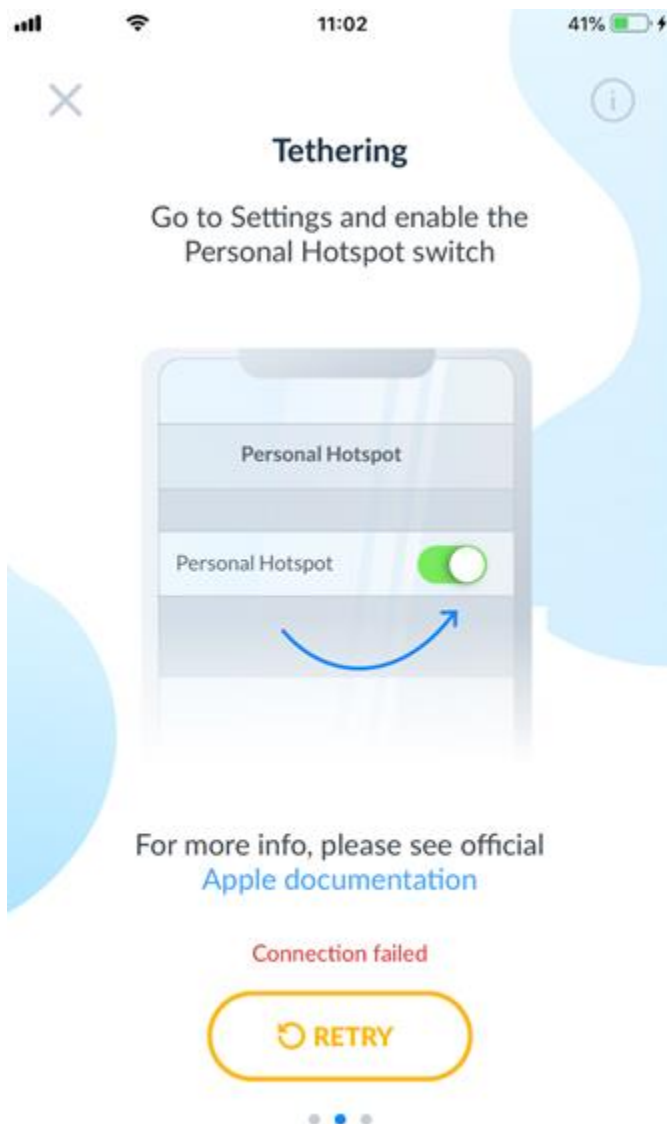 11:02
41%
Tethering
Go to Settings and enable the
Personal Hotspot switch
Personal Hotspot
Personal Hotspot
For more info, please see official
Apple documentation
Connection failed
RETRY